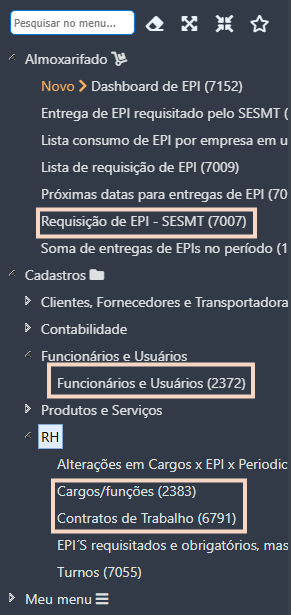 Pesquisar no menu...
Almoxarifado
Novo > Dashboard de EPI (7152)
Entrega de EPI requisitado pelo SESMT (
Lista consumo de EPI por empresa em u
Lista de requisição de EPI (7009)
Próximas datas para entregas de EPI (70
Requisição de EPI - SESMT (7007)
Soma de entregas de EPIs no período (1
Cadastros
Clientes, Fornecedores e Transportadora
Contabilidade
Funcionários e Usuários
Funcionários e Usuários (2372)
Produtos e Serviços
RH
Alterações em Cargos x EPI x Periodic
Cargos/funções (2383)
Contratos de Trabalho (6791)
EPI´S requisitados e obrigatórios, mas
Turnos (7055)
Meu menu